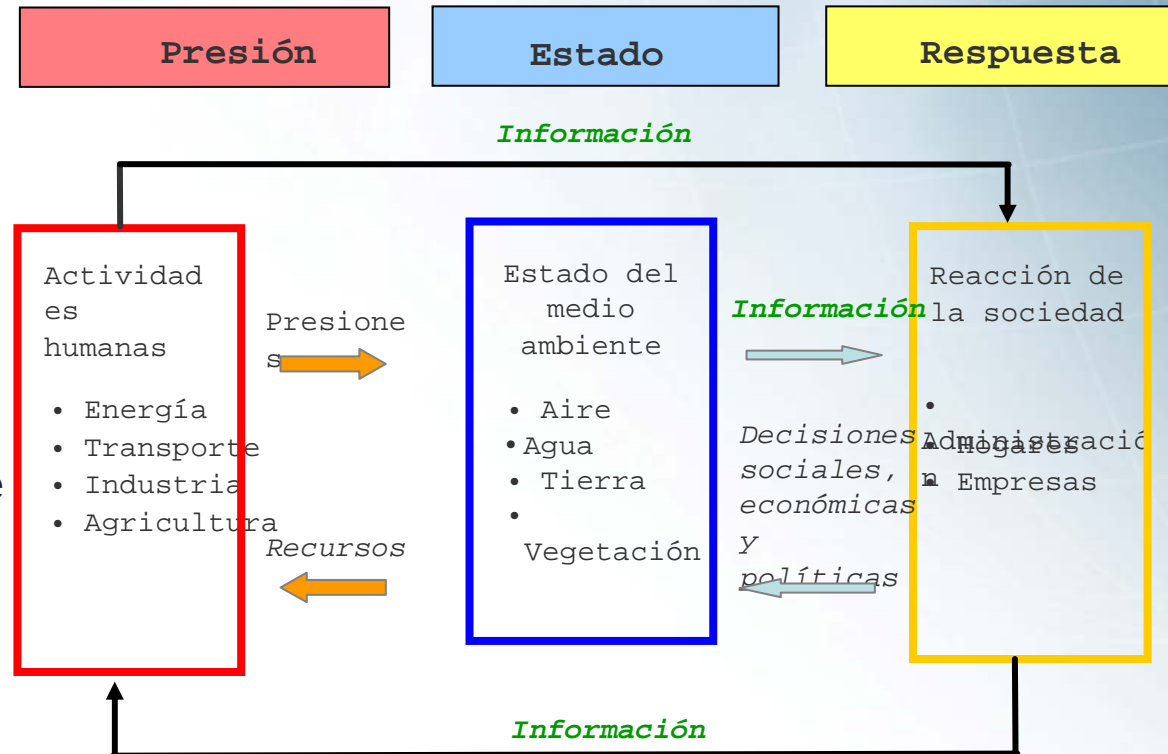 Presión
Estado
Respuesta
Información
Actividad
es
humanas
• Energía
• Transporte
• Industria
• Agricultura
e
Presiones
s
Recursos
Estado del
medio
ambiente
• Aire
• Agua
• Tierra
•
Vegetación
Información
Decisiones
sociales,
económicas
y
políticas
Reacción de
la sociedad
•
Administració
n
• Hogares
• Empresas
Información